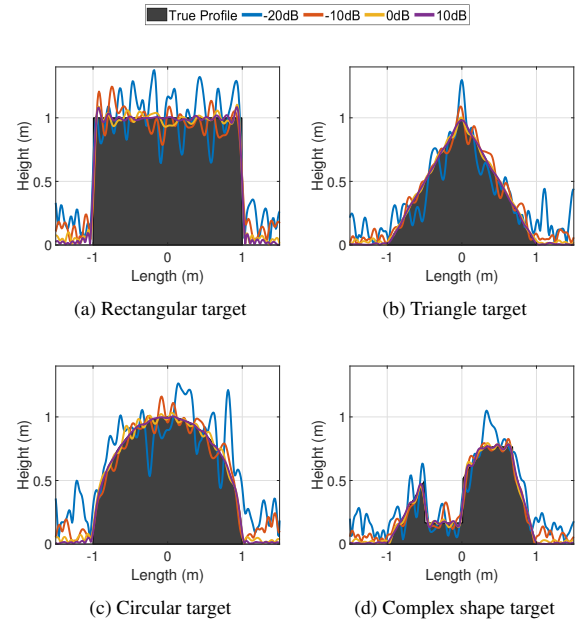 True Profile -20dB -10dB 0dB 10dB
1
0.5
0
Height (m)
-1 0 1
Length (m)
(a) Rectangular target
1
0.5
0
Height (m)
-1 0 1
Length (m)
(b) Triangle target
1
0.5
0
Height (m)
-1 0 1
Length (m)
(c) Circular target
1
0.5
0
Height (m)
-1 0 1
Length (m)
(d) Complex shape target